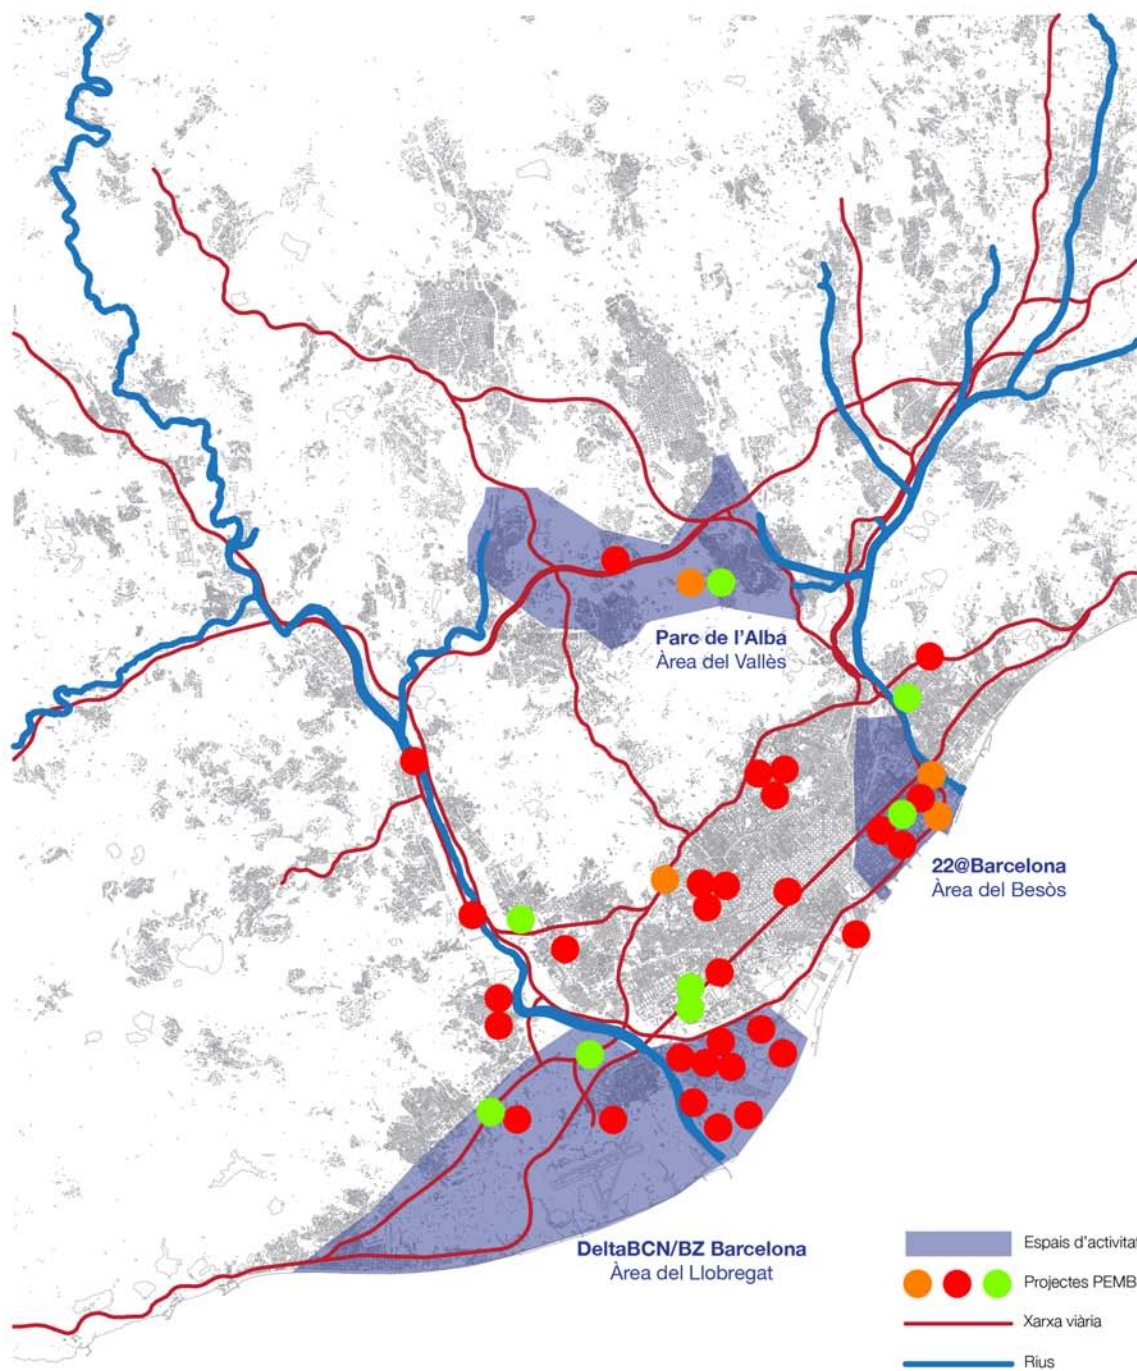 Parc de l'Alba
Àrea del Vallès
22@Barcelona
Àrea del Besòs
DeltaBCN/BZ Barcelona
Àrea del Llobregat
Espais d'activitat
Projectes PEMB
Xarxa viària
Rius